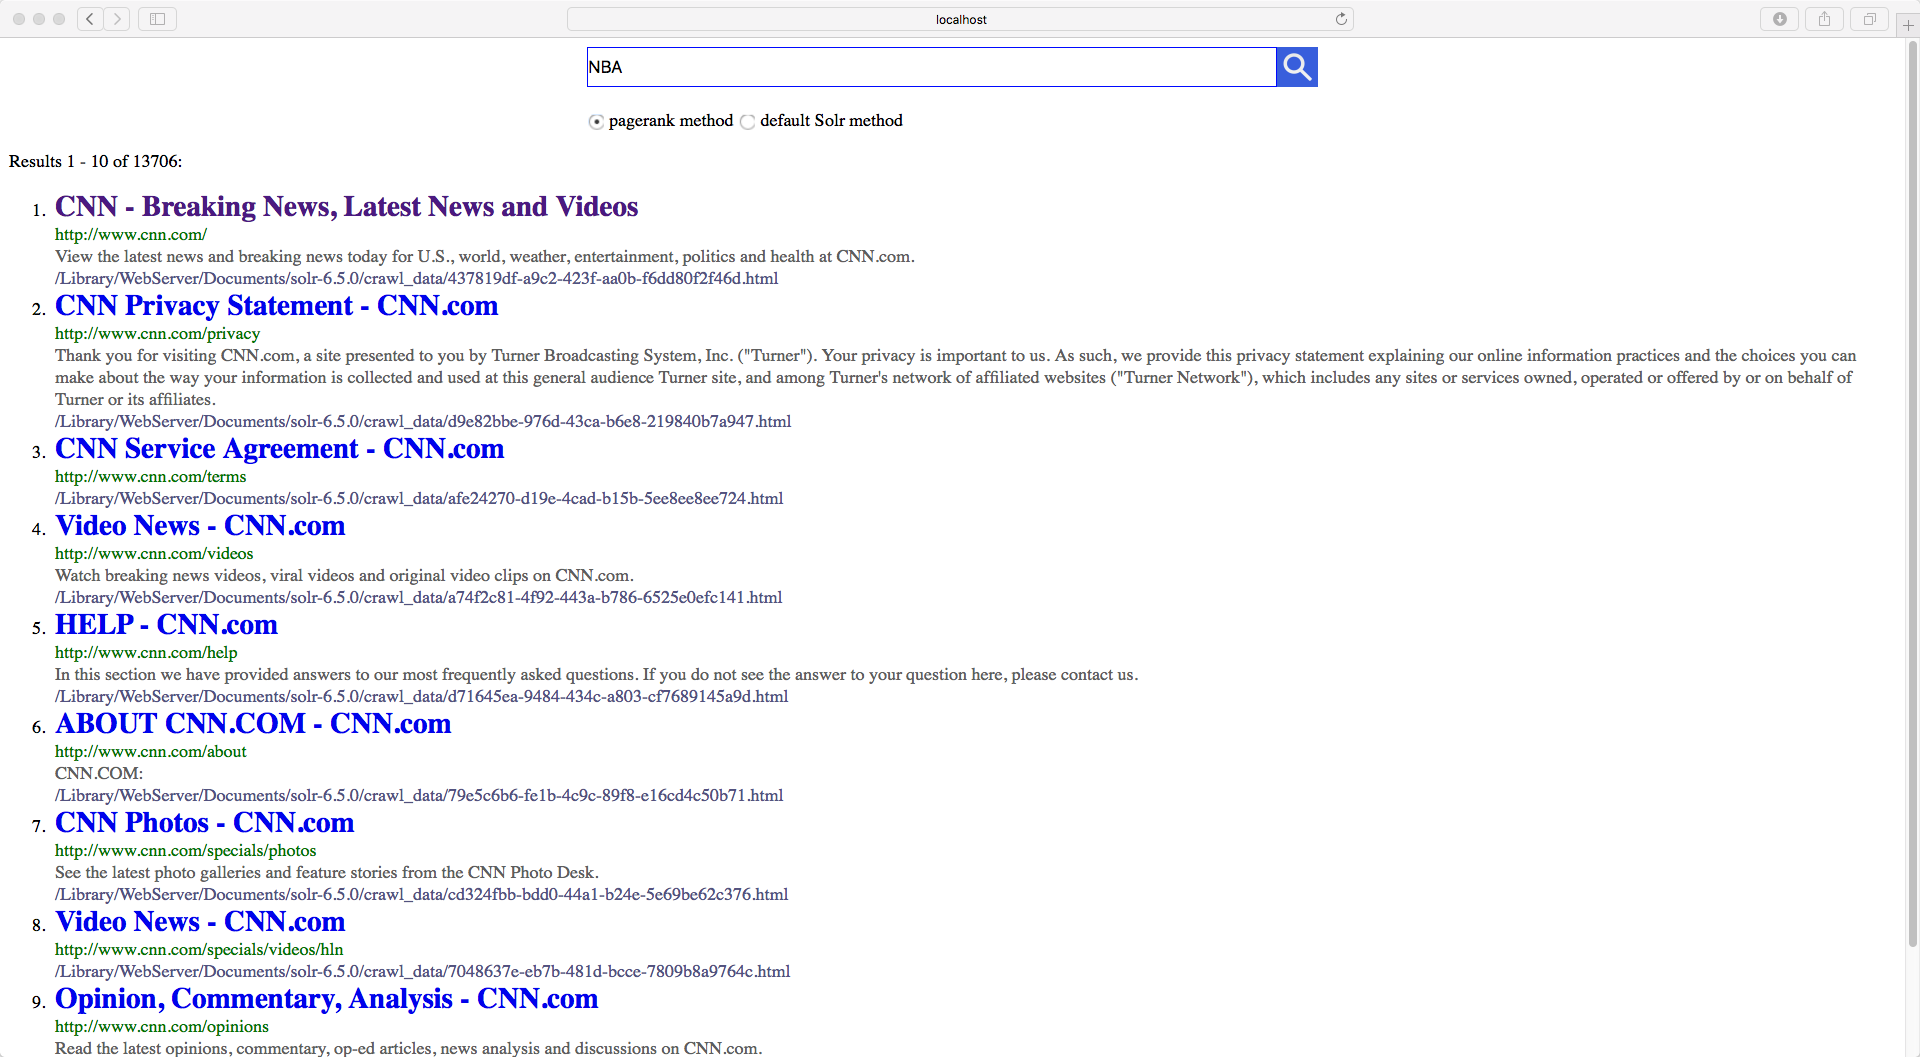 localhost
NBA
pagerank method default Solr method
Results 1 - 10 of 13706:
1. CNN - Breaking News, Latest News and Videos
http://www.cnn.com/
View the latest news and breaking news today for U.S., world, weather, entertainment, politics and health at CNN.com.
/Library/WebServer/Documents/solr-6.5.0/crawl_data/437819df-a9c2-423f-aa0b-f6dd80f2f46d.html
2. CNN Privacy Statement - CNN.com
http://www.cnn.com/privacy
Thank you for visiting CNN.com, a site presented to you by Turner Broadcasting System, Inc. ("Turner"). Your privacy is important to us. As such, we provide this privacy statement explaining our online information practices and the choices you can
make about the way your information is collected and used at this general audience Turner site, and among Turner's network of affiliated websites ("Turner Network"), which includes any sites or services owned, operated or offered by or on behalf of
Turner or its affiliates.
/Library/WebServer/Documents/solr-6.5.0/crawl_data/d9e82bbe-976d-43ca-b6e8-219840b7a947.html
3. CNN Service Agreement - CNN.com
http://www.cnn.com/terms
/Library/WebServer/Documents/solr-6.5.0/crawl_data/afe24270-d19e-4cad-b15b-5ee8ee8ee724.html
4. Video News - CNN.com
http://www.cnn.com/videos
Watch breaking news videos, viral videos and original video clips on CNN.com.
/Library/WebServer/Documents/solr-6.5.0/crawl_data/a74f2c81-4f92-443a-b786-6525e0efc141.html
5. HELP - CNN.com
http://www.cnn.com/help
In this section we have provided answers to our most frequently asked questions. If you do not see the answer to your question here, please contact us.
/Library/WebServer/Documents/solr-6.5.0/crawl_data/d71645ea-9484-434c-a803-cf7689145a9d.html
6. ABOUT CNN.COM - CNN.com
http://www.cnn.com/about
CNN.COM:
/Library/WebServer/Documents/solr-6.5.0/crawl_data/79e5c6b6-fe1b-4c9c-89f8-e16cd4c50b71.html
7. CNN Photos - CNN.com
http://www.cnn.com/specials/photos
See the latest photo galleries and feature stories from the CNN Photo Desk.
/Library/WebServer/Documents/solr-6.5.0/crawl_data/cd324fbb-bdd0-44a1-b24e-5e69be62c376.html
8. Video News - CNN.com
http://www.cnn.com/specials/videos/hln
/Library/WebServer/Documents/solr-6.5.0/crawl_data/7048637e-eb7b-481d-bcce-7809b8a9764c.html
9. Opinion, Commentary, Analysis - CNN.com
http://www.cnn.com/opinions
Read the latest opinions, commentary, op-ed articles, news analysis and discussions on CNN.com.